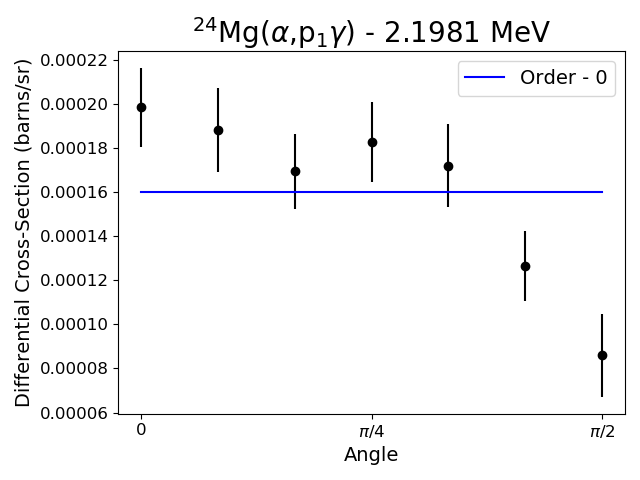 ²⁴Mg(α,p₁γ) - 2.1981 MeV
Order - 0
Differential Cross-Section (barns/sr)
0.00022
0.00020
0.00018
0.00016
0.00014
0.00012
0.00010
0.00008
0.00006
0 π/4 π/2
Angle